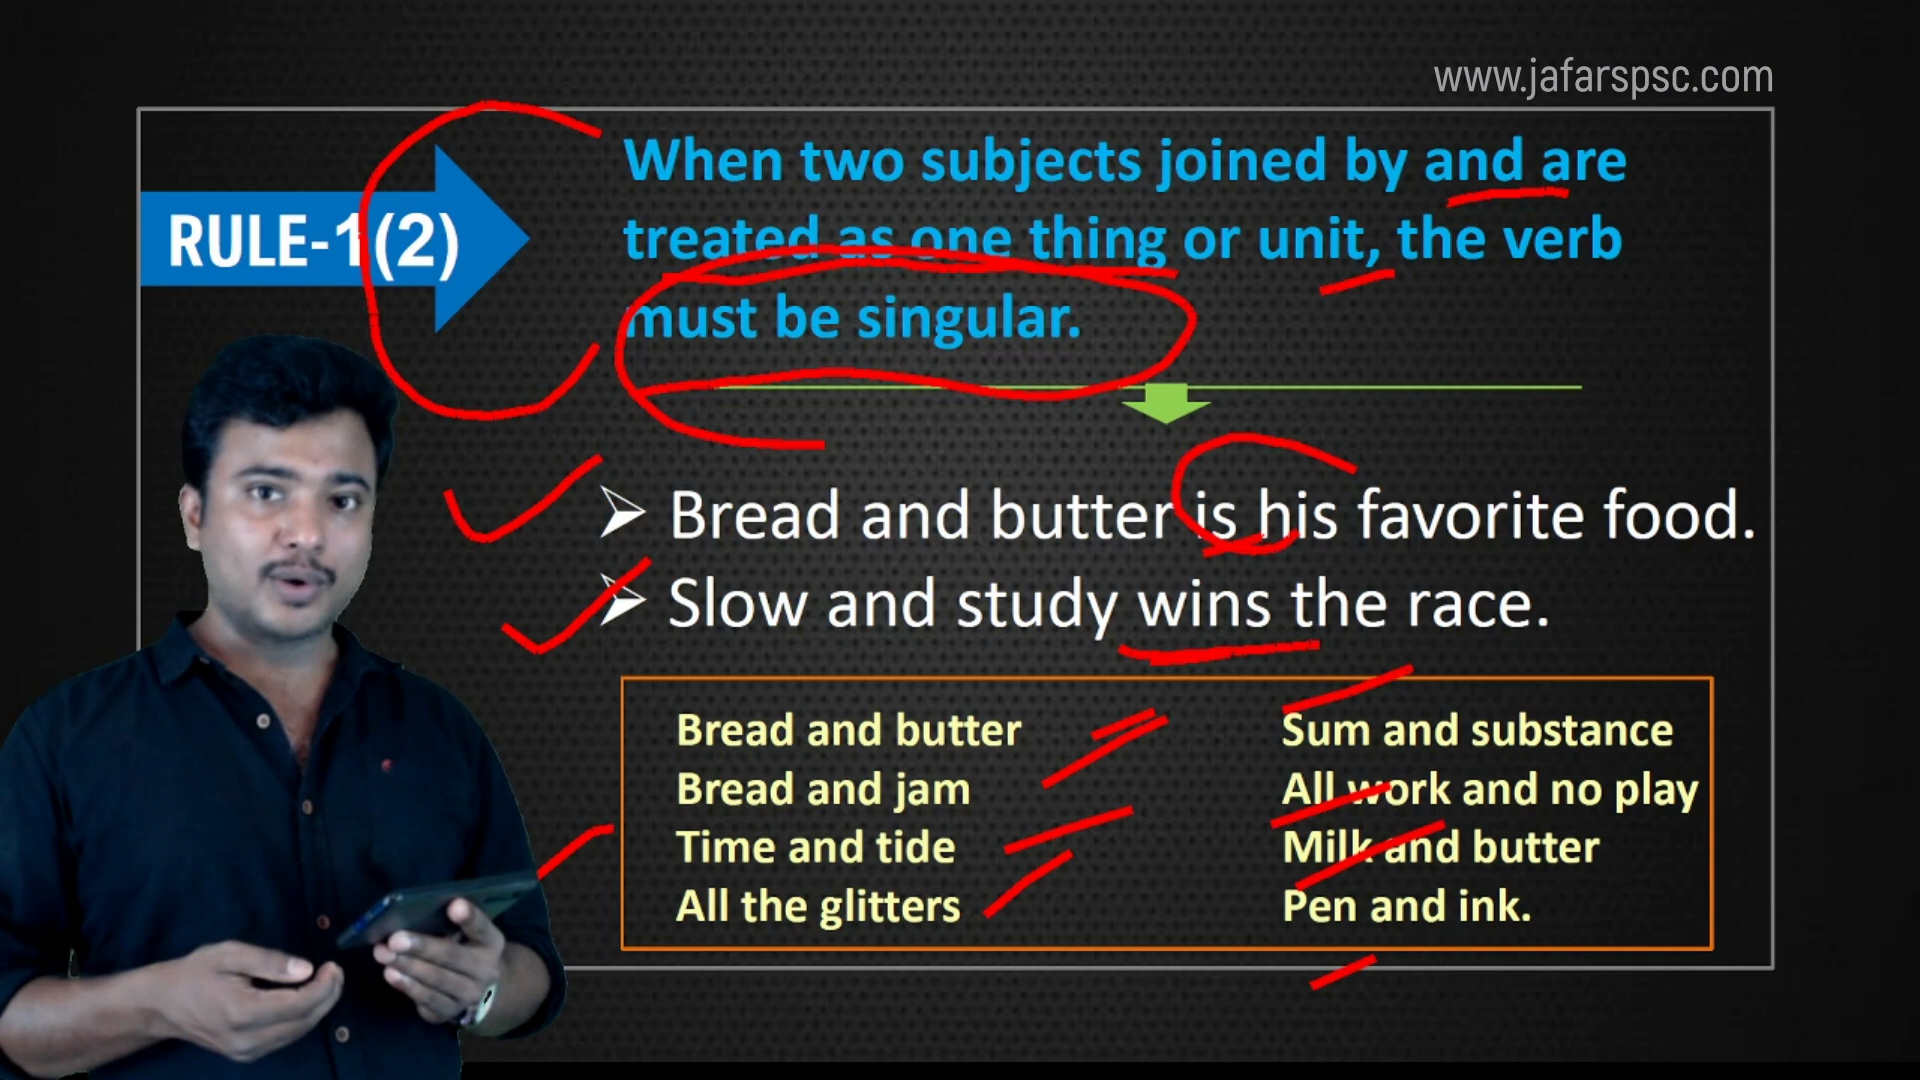 www.jafarspsc.com
RULE-1(2)
When two subjects joined by and are
treated as one thing or unit, the verb
must be singular.
Bread and butter is his favorite food.
Slow and study wins the race.
Bread and butter
Bread and jam
Time and tide
All the glitters
Sum and substance
All work and no play
Milk and butter
Pen and ink.